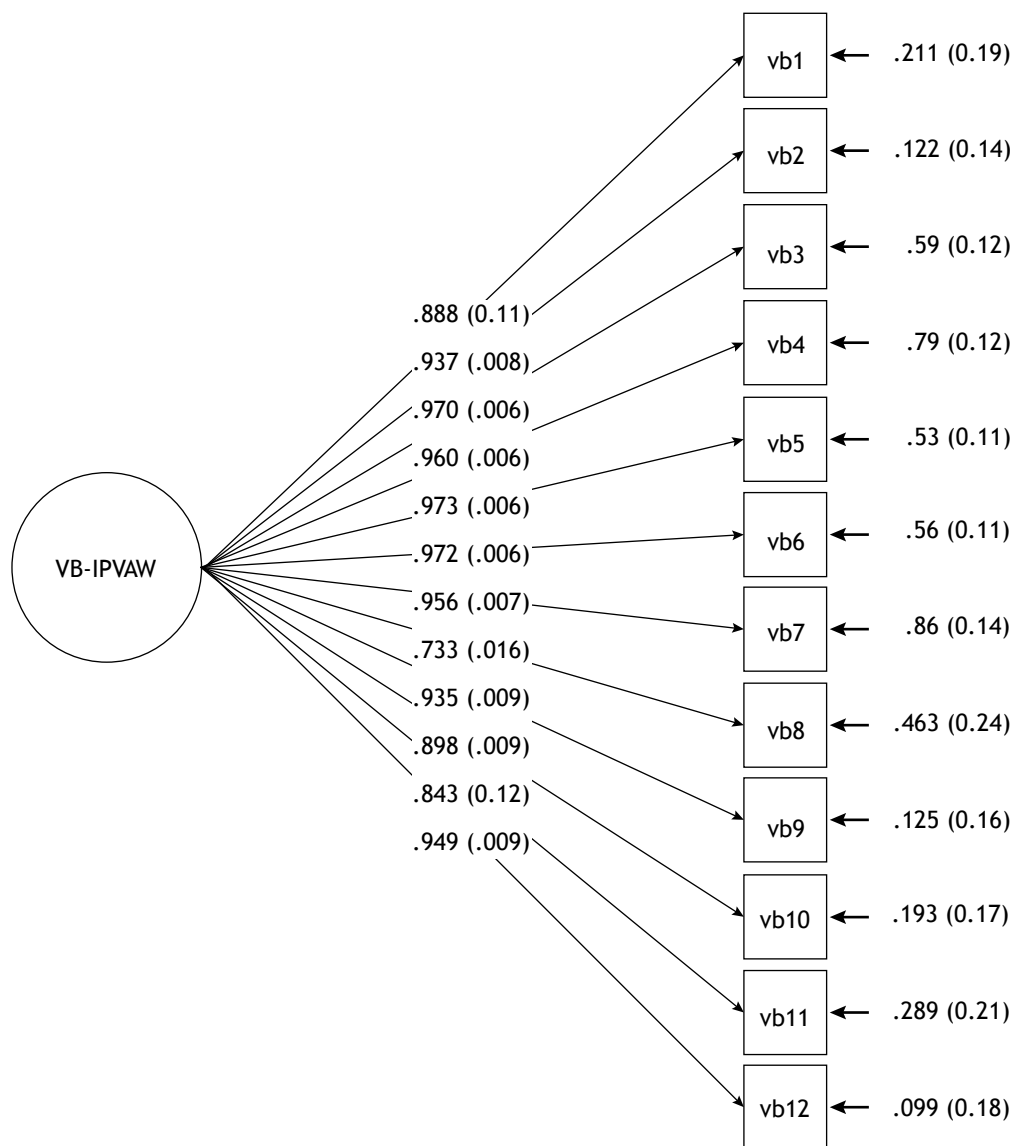 vb1
.211 (0.19)
vb2
.122 (0.14)
vb3
.59 (0.12)
.888 (0.11)
vb4
.79 (0.12)
.937 (.008)
.970 (.006)
vb5
.53 (0.11)
.960 (.006)
.973 (.006)
vb6
.56 (0.11)
.972 (.006)
VB-IPVAW
.956 (.007)
vb7
.86 (0.14)
.733 (.016)
.935 (.009)
vb8
.463 (0.24)
.898 (.009)
.843 (0.12)
vb9
.125 (0.16)
.949 (.009)
vb10
.193 (0.17)
vb11
.289 (0.21)
vb12
.099 (0.18)